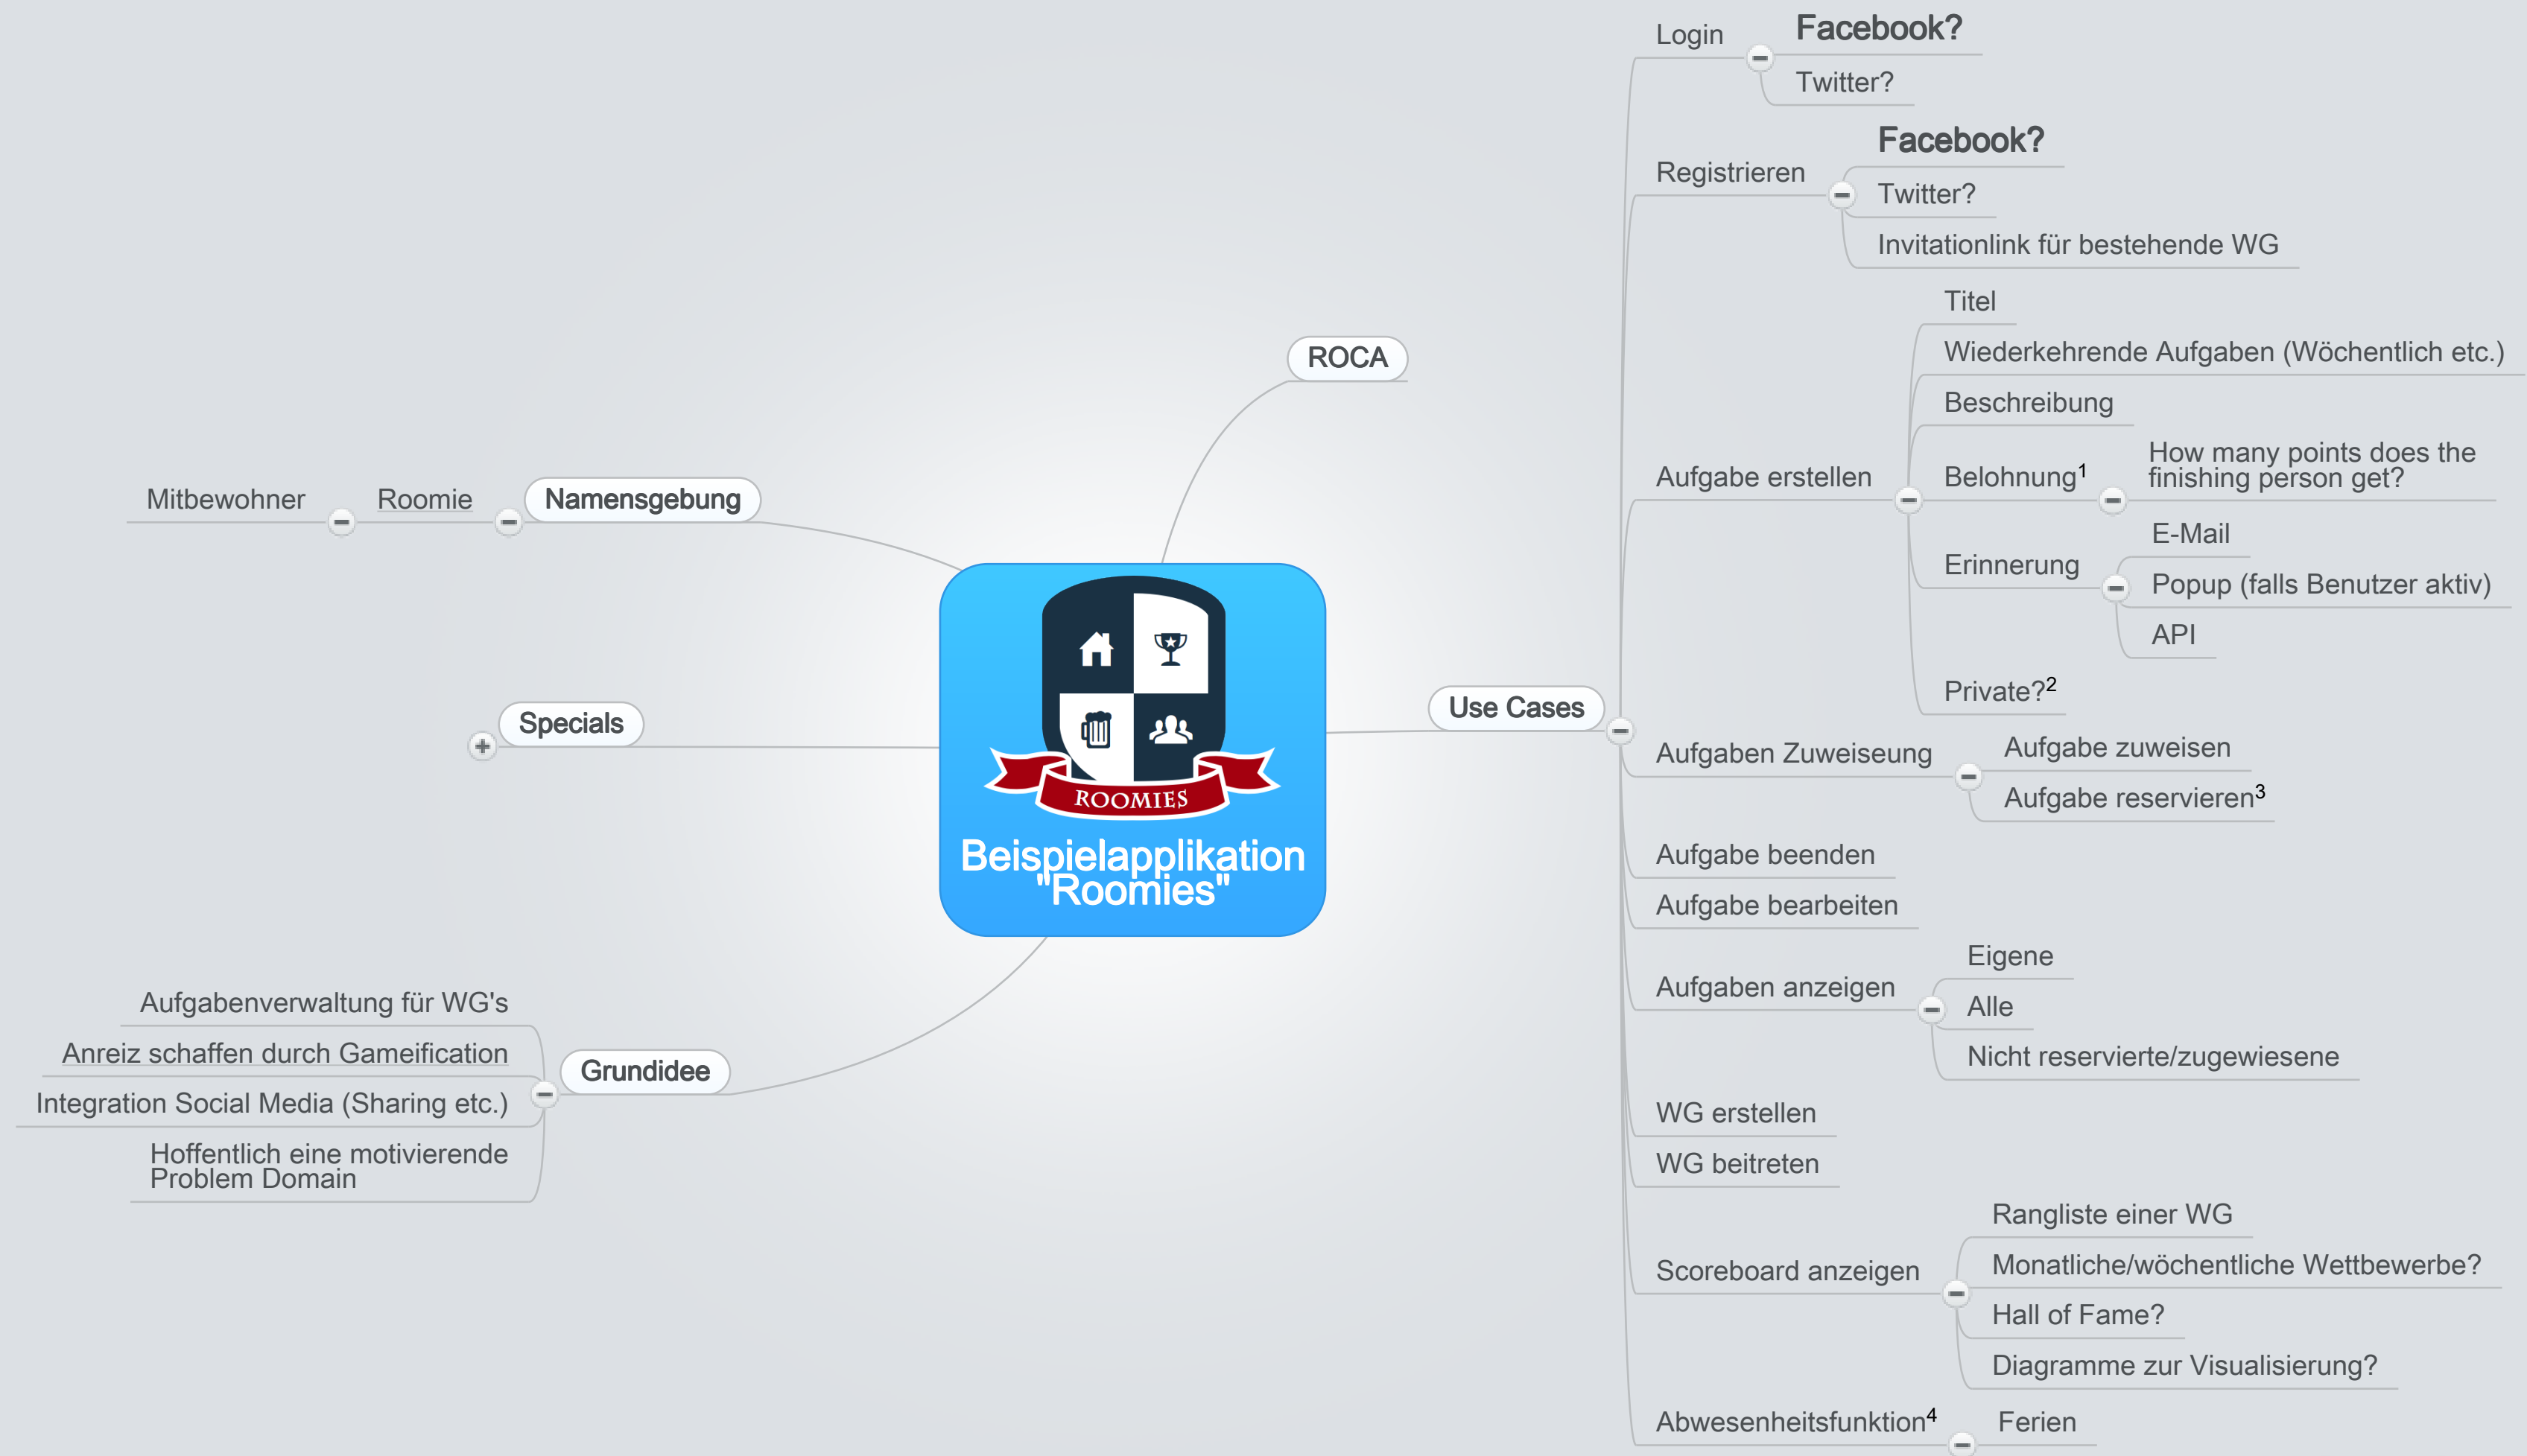 ROOMIES
Beispielapplikation
"Roomies"
ROCA
Namensgebung
Roomie
Mitbewohner
Specials
Grundidee
Aufgabenverwaltung für WG's
Anreiz schaffen durch Gameification
Integration Social Media (Sharing etc.)
Hoffentlich eine motivierende
Problem Domain
Use Cases
Login
Facebook?
Twitter?
Registrieren
Facebook?
Twitter?
Invitationlink für bestehende WG
Aufgabe erstellen
Titel
Wiederkehrende Aufgaben (Wöchentlich etc.)
Beschreibung
Belohnung¹
How many points does the
finishing person get?
Erinnerung
E-Mail
Popup (falls Benutzer aktiv)
API
Private?²
Aufgaben Zuweiseung
Aufgabe zuweisen
Aufgabe reservieren³
Aufgabe beenden
Aufgabe bearbeiten
Aufgaben anzeigen
Eigene
Alle
Nicht reservierte/zugewiesene
WG erstellen
WG beitreten
Scoreboard anzeigen
Rangliste einer WG
Monatliche/wöchentliche Wettbewerbe?
Hall of Fame?
Diagramme zur Visualisierung?
Abwesenheitsfunktion⁴
Ferien